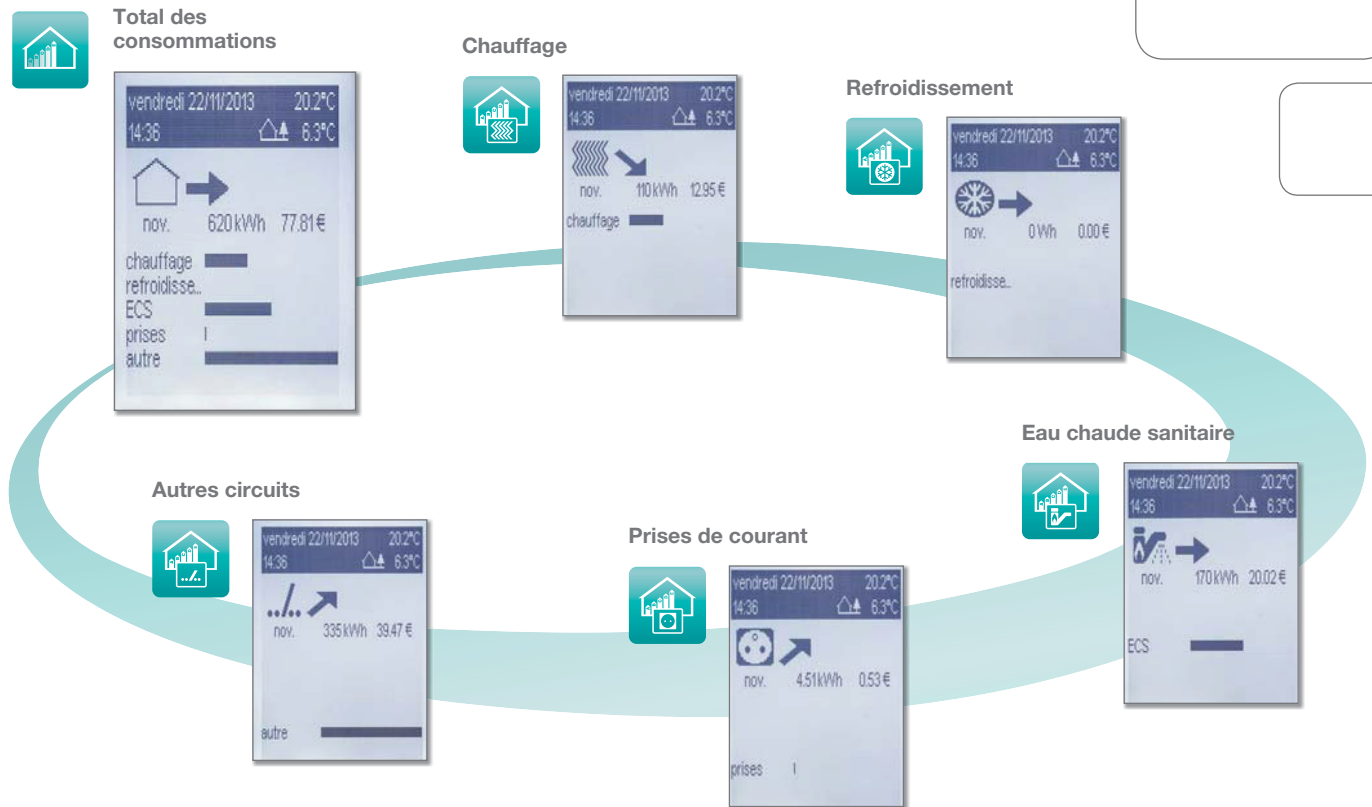 Total des
consommations
vendredi 22/11/2013 20.2°C
14:36 6.3°C
nov. 620 kWh 77.81 €
chauffage
refroidisse...
ECS
prises
autre
Chauffage
vendredi 22/11/2013 20.2°C
14:36 6.3°C
nov. 110 kWh 12.95 €
chauffage
Refroidissement
vendredi 22/11/2013 20.2°C
14:36 6.3°C
nov. 0 Wh 0.00 €
refroidisse...
Eau chaude sanitaire
vendredi 22/11/2013 20.2°C
14:36 6.3°C
nov. 170 kWh 20.02 €
ECS
Prises de courant
vendredi 22/11/2013 20.2°C
14:36 6.3°C
nov. 4.51 kWh 0.53 €
prises
Autres circuits
../..
vendredi 22/11/2013 20.2°C
14:36 6.3°C
../..
nov. 335 kWh 39.47 €
autre